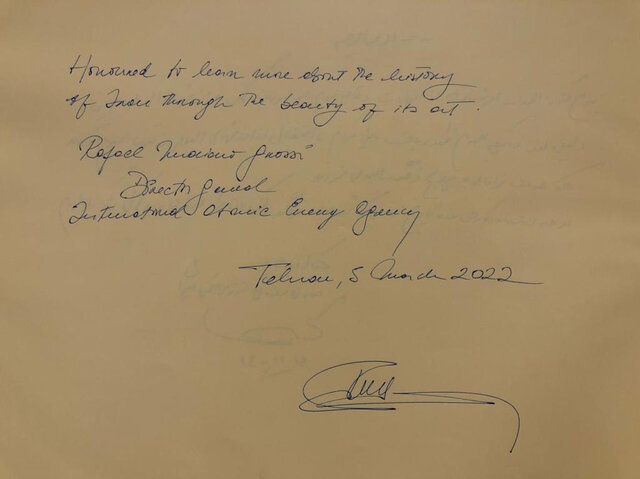 Honoured to learn more about the history
of Iran through the beauty of its art.
Rafael Mariano Grossi
Director General
International Atomic Energy Agency
Tehran, 5 March 2022